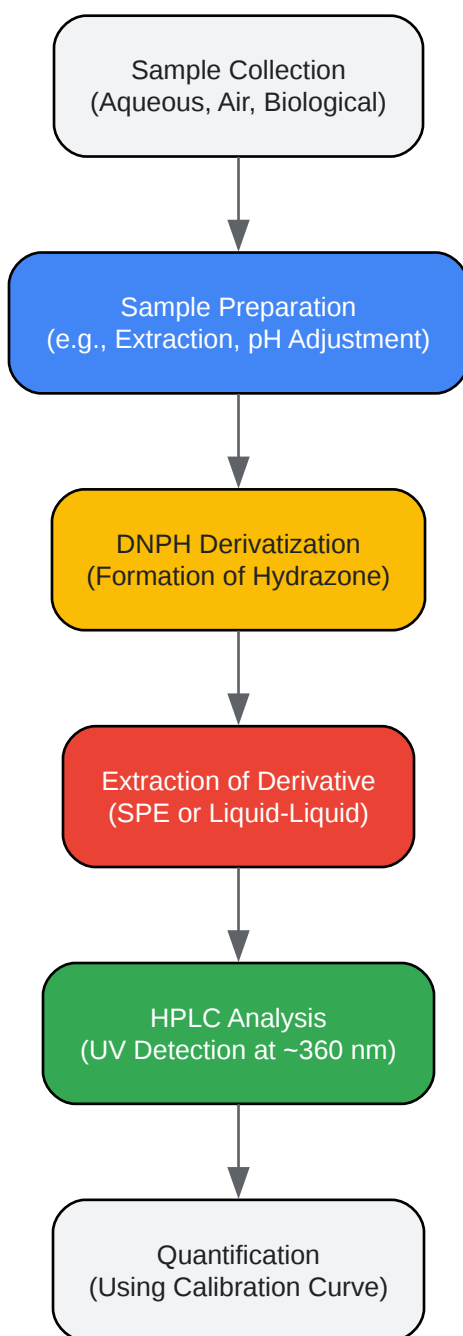 Sample Collection
(Aqueous, Air, Biological)
Sample Preparation
(e.g., Extraction, pH Adjustment)
DNPH Derivatization
(Formation of Hydrazone)
Extraction of Derivative
(SPE or Liquid-Liquid)
HPLC Analysis
(UV Detection at ~360 nm)
Quantification
(Using Calibration Curve)